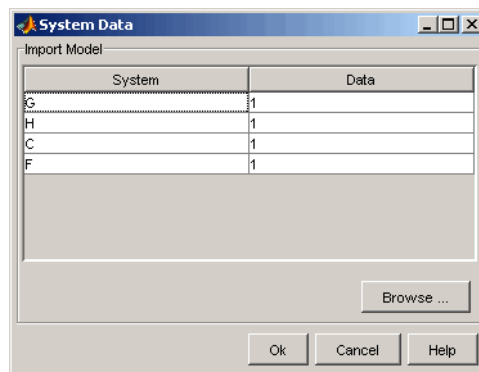 System Data
Import Model
System Data
G 1
H 1
C 1
F 1
Browse ...
Ok Cancel Help